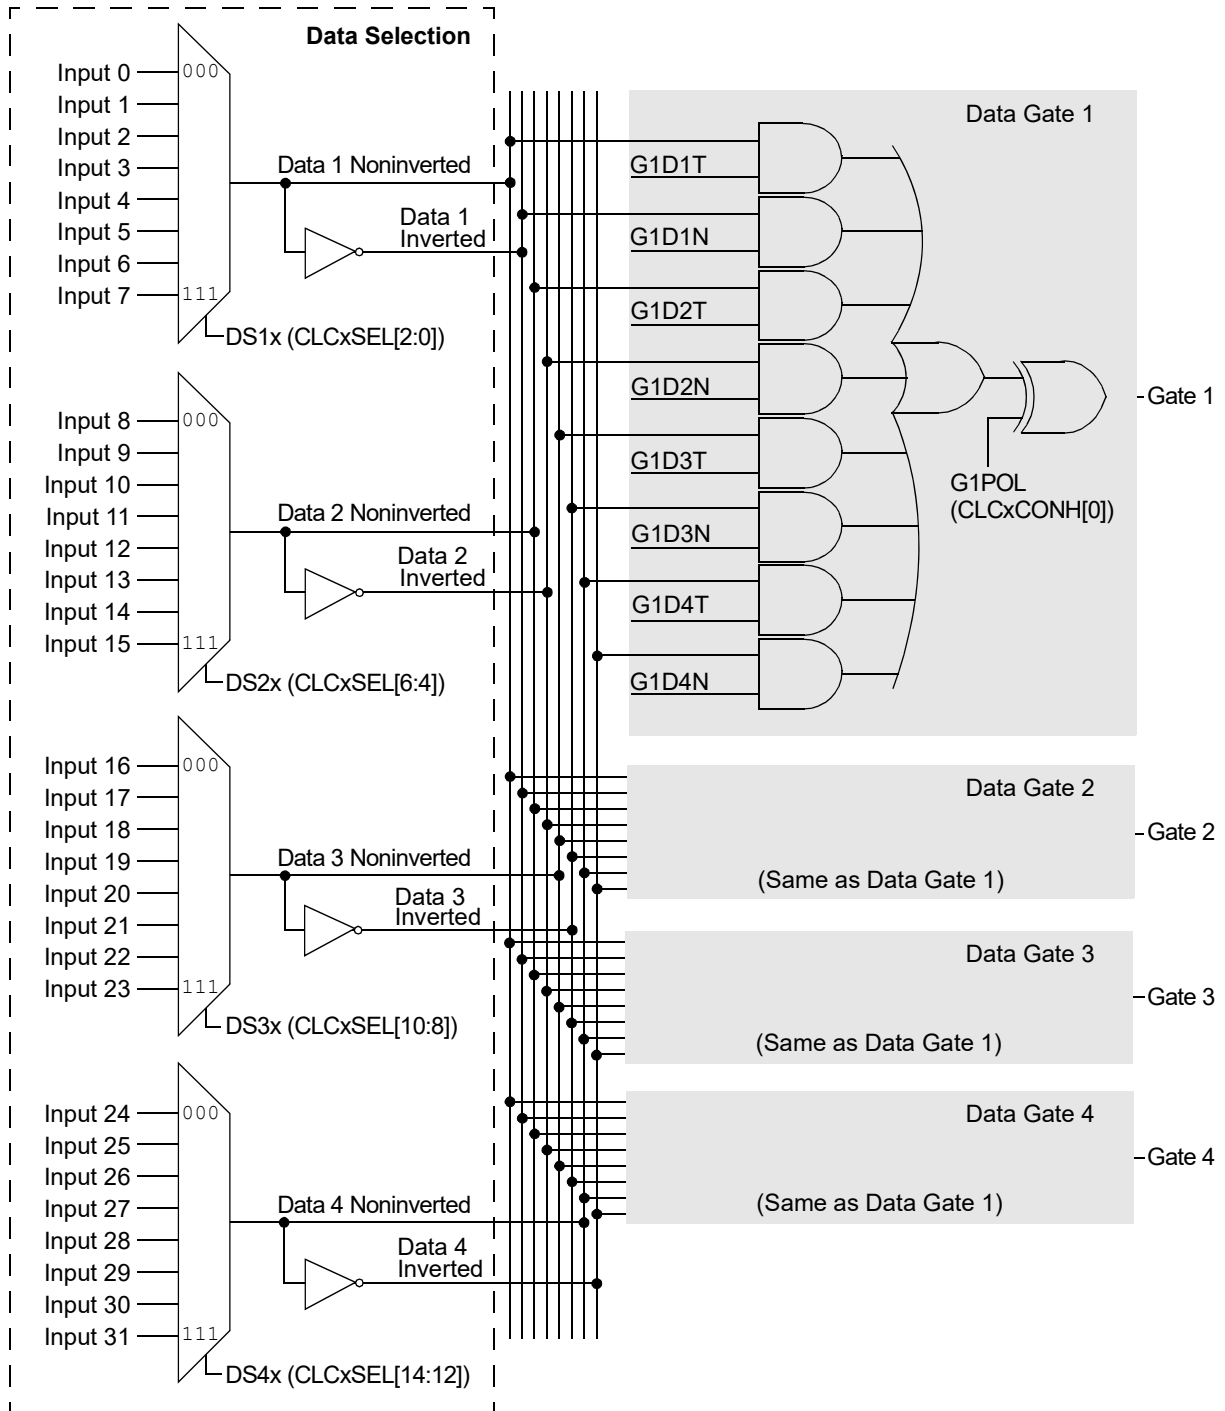 Data Selection
Input 0
000
Input 1
Input 2
Input 3
Input 4
Input 5
Input 6
Input 7
111
Data 1 Noninverted
Data 1
Inverted
DS1x (CLCxSEL[2:0])
Input 8
000
Input 9
Input 10
Input 11
Input 12
Input 13
Input 14
Input 15
111
Data 2 Noninverted
Data 2
Inverted
DS2x (CLCxSEL[6:4])
Input 16
000
Input 17
Input 18
Input 19
Input 20
Input 21
Input 22
Input 23
111
Data 3 Noninverted
Data 3
Inverted
DS3x (CLCxSEL[10:8])
Input 24
000
Input 25
Input 26
Input 27
Input 28
Input 29
Input 30
Input 31
111
Data 4 Noninverted
Data 4
Inverted
DS4x (CLCxSEL[14:12])
Data Gate 1
G1D1T
G1D1N
G1D2T
G1D2N
G1D3T
G1D3N
G1D4T
G1D4N
G1POL
(CLCxCONH[0])
Gate 1
Data Gate 2
(Same as Data Gate 1)
Gate 2
Data Gate 3
(Same as Data Gate 1)
Gate 3
Data Gate 4
(Same as Data Gate 1)
Gate 4